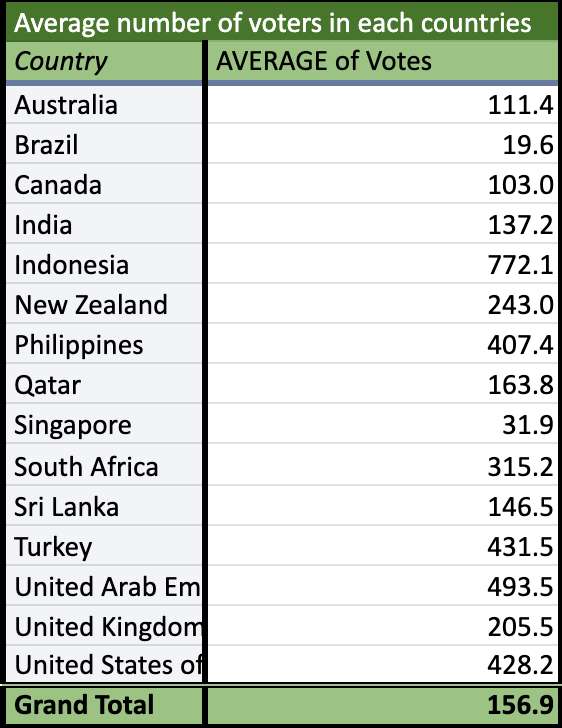 Average number of voters in each countries
Country AVERAGE of Votes
Australia 111.4
Brazil 19.6
Canada 103.0
India 137.2
Indonesia 772.1
New Zealand 243.0
Philippines 407.4
Qatar 163.8
Singapore 31.9
South Africa 315.2
Sri Lanka 146.5
Turkey 431.5
United Arab Em 493.5
United Kingdom 205.5
United States of 428.2
Grand Total 156.9